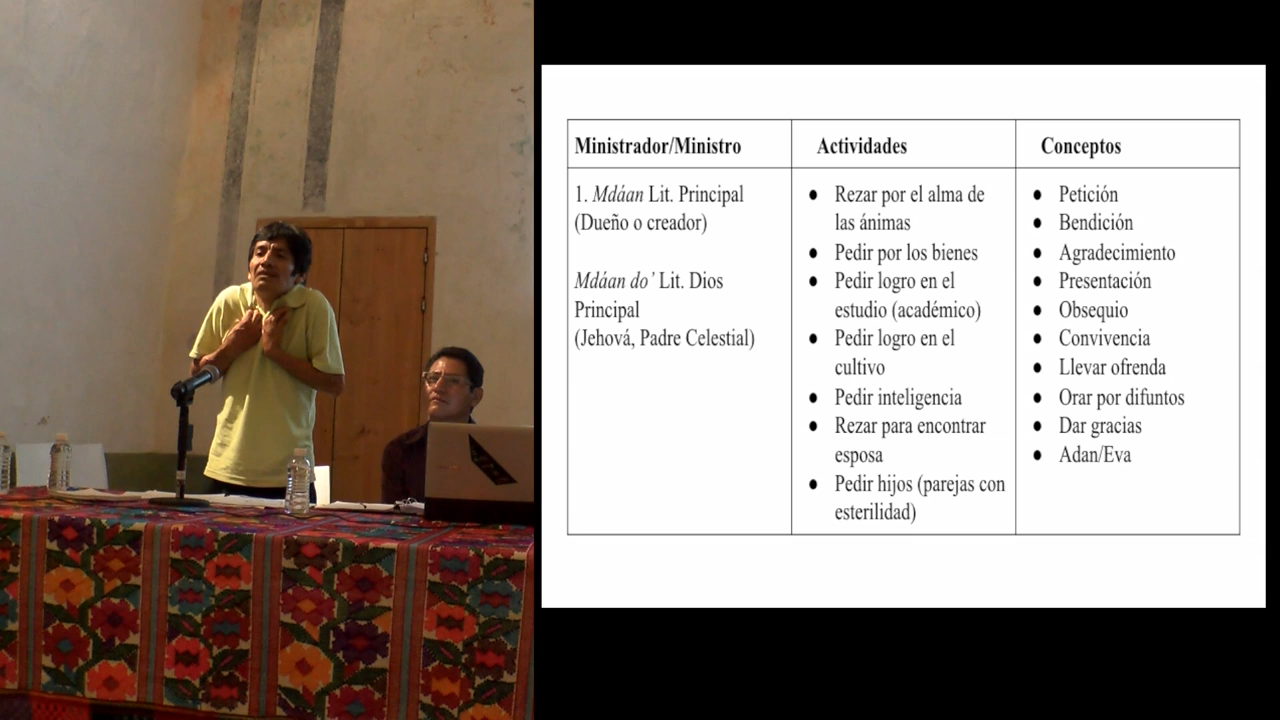 Ministrador/Ministro
Actividades
Conceptos
1. Mdáan Lit. Principal
(Dueño o creador)
Mdáan do’ Lit. Dios
Principal
(Jehová, Padre Celestial)
● Rezar por el alma de
las ánimas
● Pedir por los bienes
● Pedir logro en el
estudio (académico)
● Pedir logro en el
cultivo
● Pedir inteligencia
● Rezar para encontrar
esposa
● Pedir hijos (parejas con
esterilidad)
● Petición
● Bendición
● Agradecimiento
● Presentación
● Obsequio
● Convivencia
● Llevar ofrenda
● Orar por difuntos
● Dar gracias
● Adan/Eva